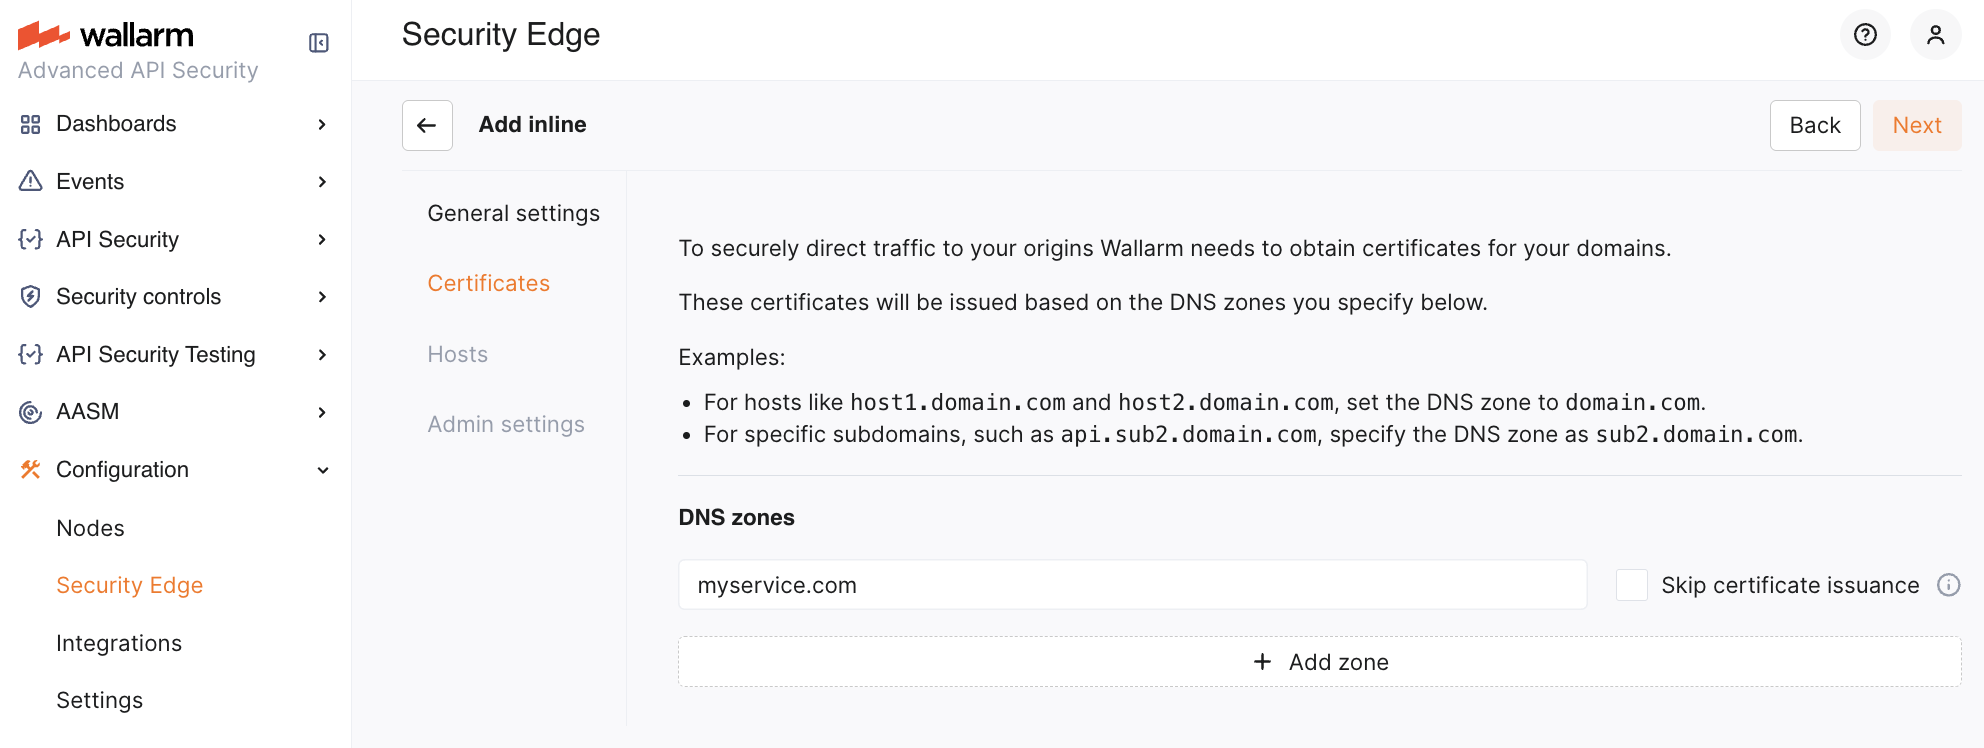 wallarm
Advanced API Security
Dashboards
Events
API Security
Security controls
API Security Testing
AASM
Configuration
Nodes
Security Edge
Integrations
Settings
Security Edge
Add inline
Back
Next
General settings
Certificates
Hosts
Admin settings
To securely direct traffic to your origins Wallarm needs to obtain certificates for your domains.
These certificates will be issued based on the DNS zones you specify below.
Examples:
• For hosts like host1.domain.com and host2.domain.com, set the DNS zone to domain.com.
• For specific subdomains, such as api.sub2.domain.com, specify the DNS zone as sub2.domain.com.
DNS zones
myservice.com
Skip certificate issuance
+ Add zone